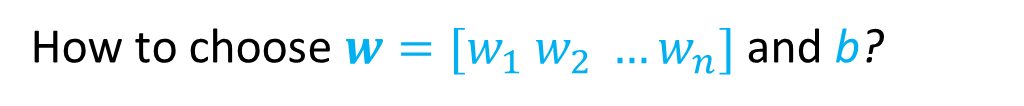 How to choose w = [w₁ w₂ … wₙ] and b?